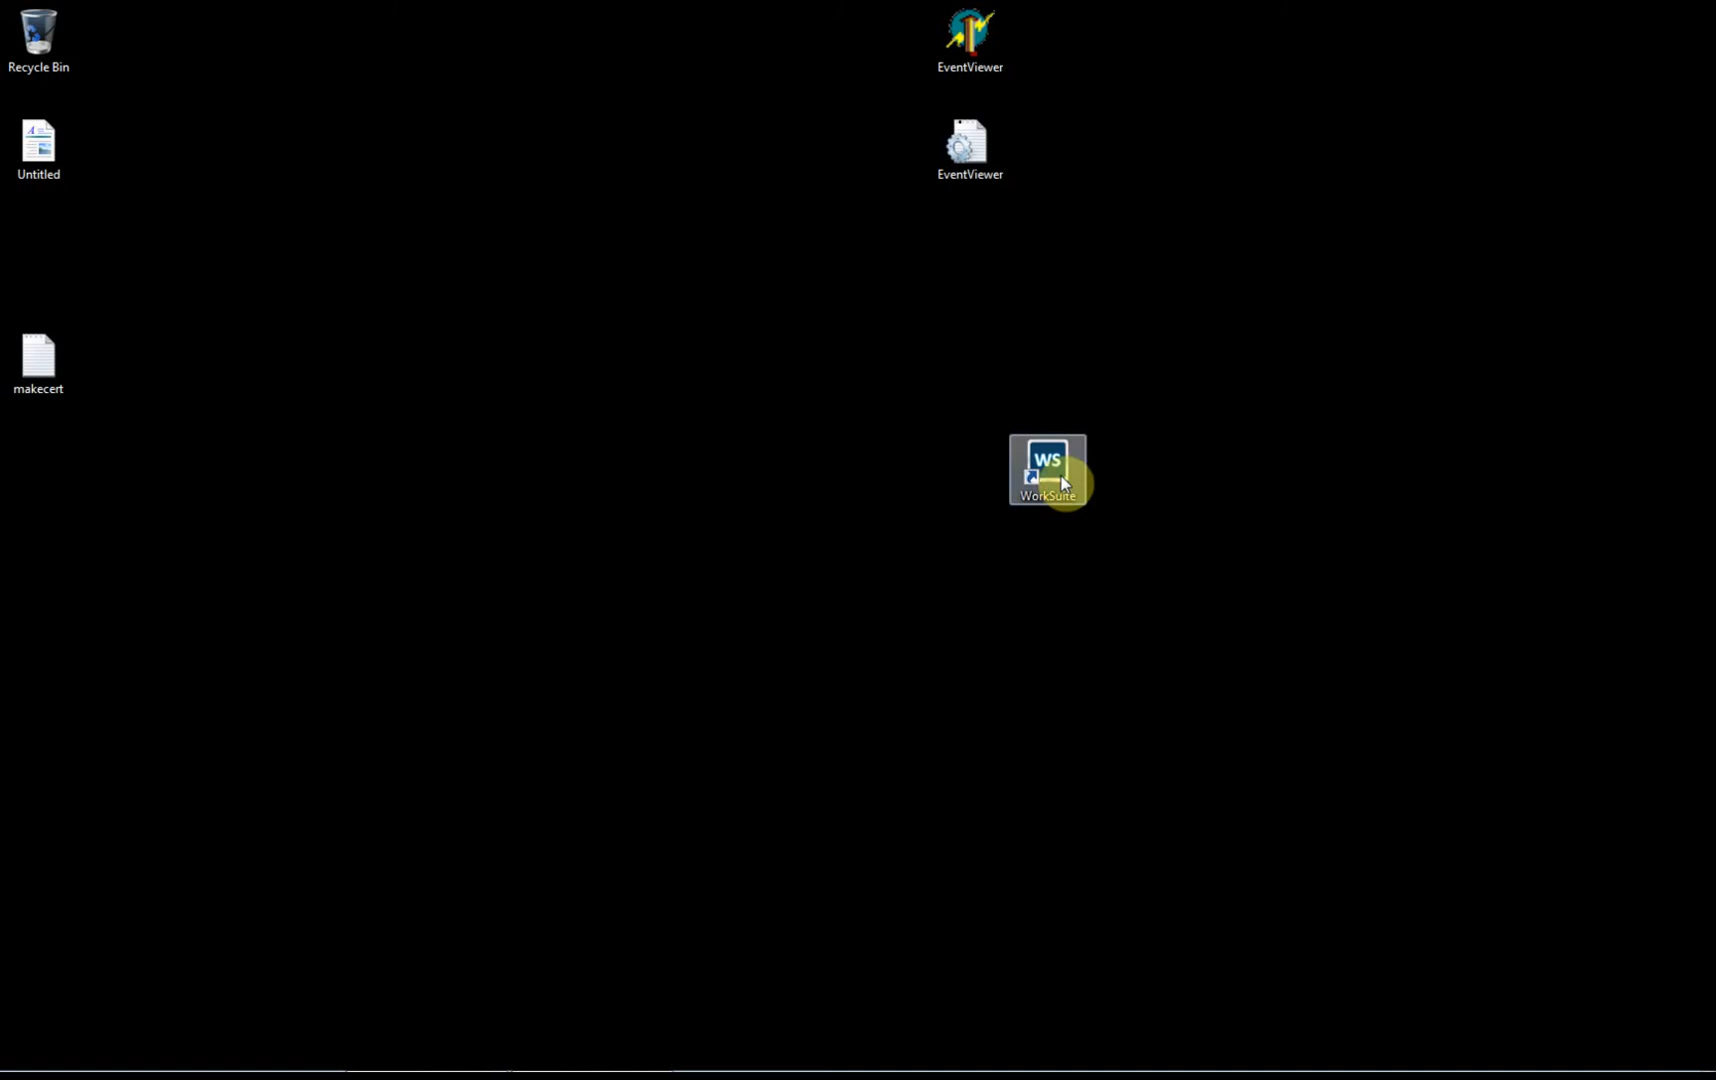 Recycle Bin
EventViewer
Untitled
EventViewer
makecert
WS
WorkSuite